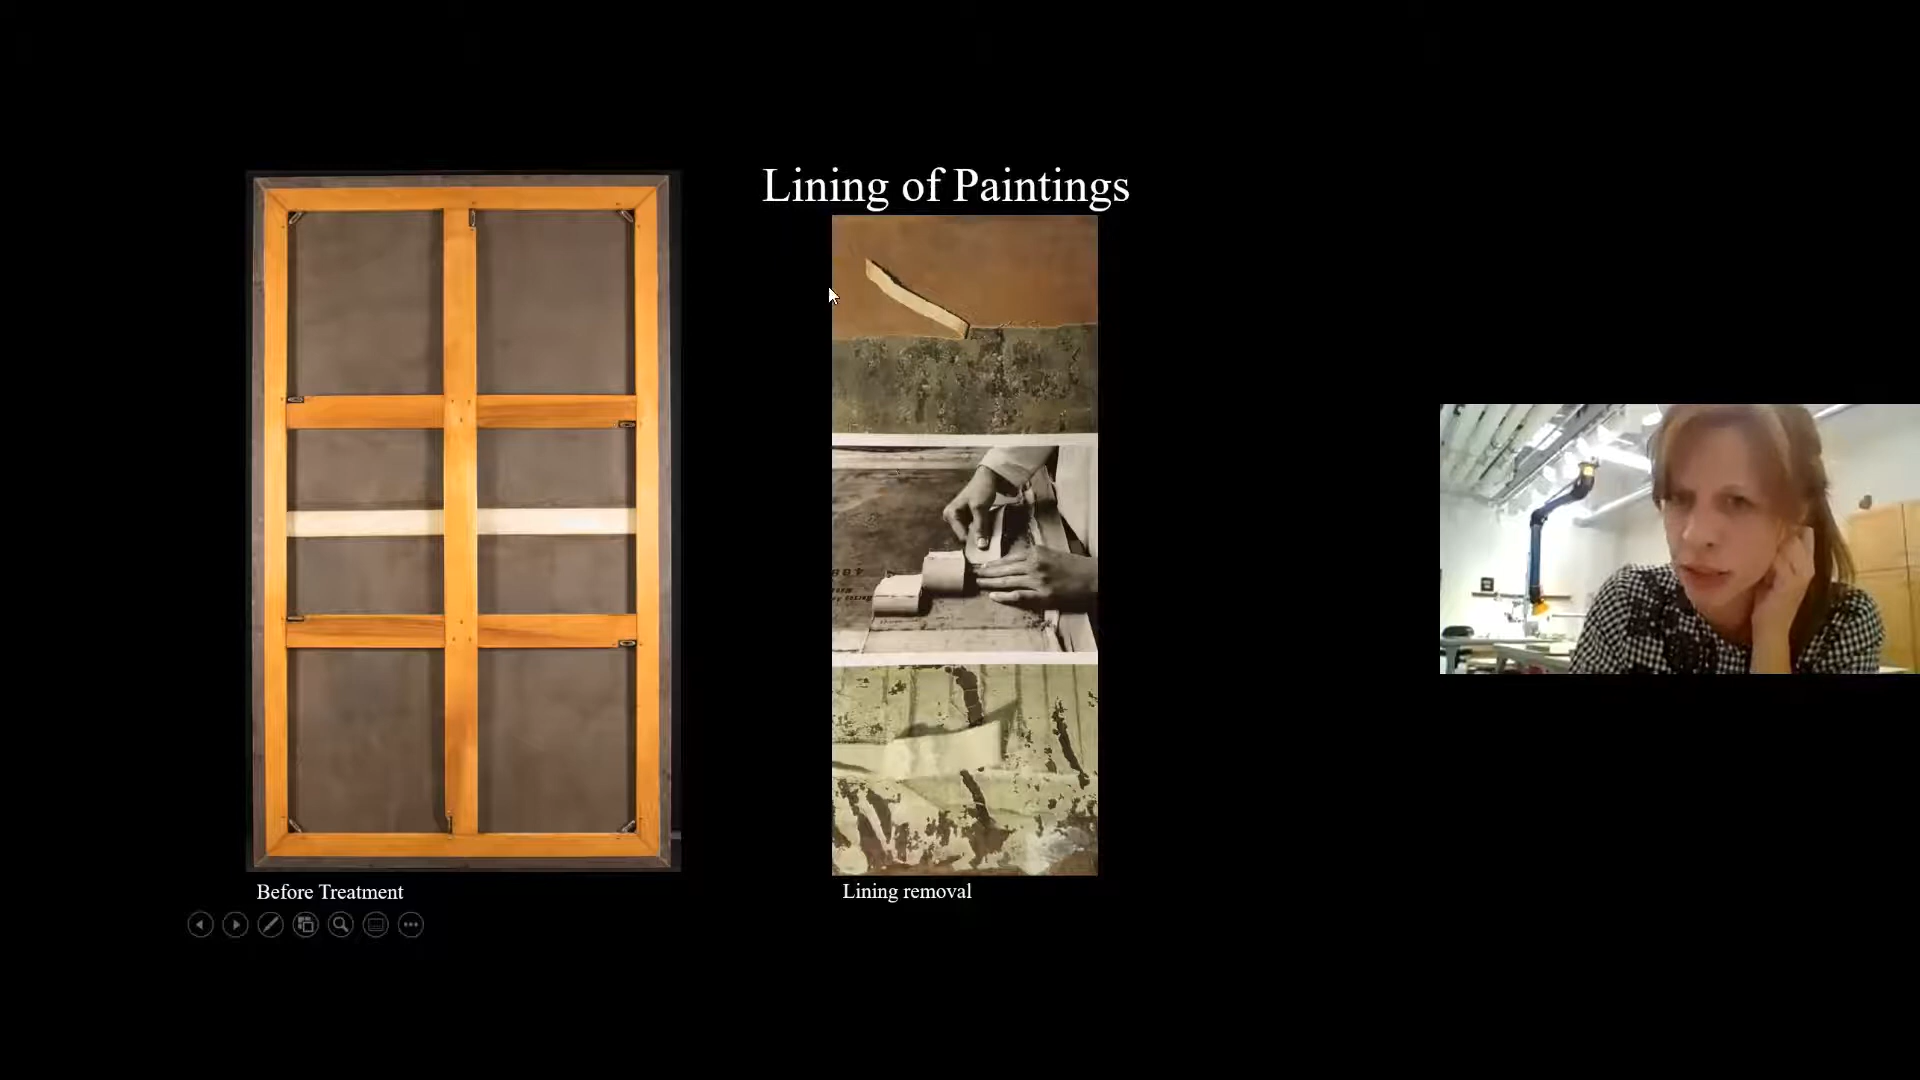 Lining of Paintings
Before Treatment
Lining removal